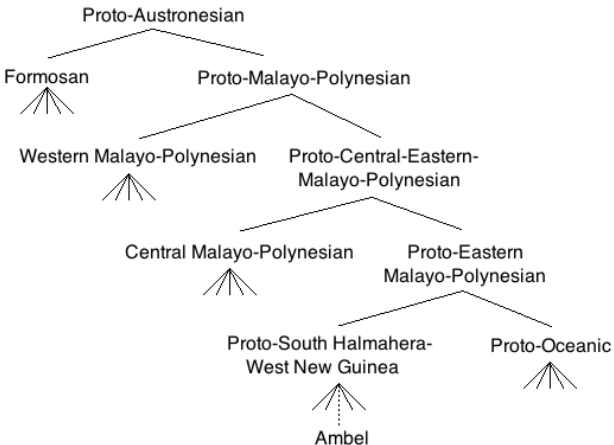 Proto-Austronesian
Formosan
Proto-Malayo-Polynesian
Western Malayo-Polynesian
Proto-Central-Eastern-
Malayo-Polynesian
Central Malayo-Polynesian
Proto-Eastern
Malayo-Polynesian
Proto-South Halmahera-
West New Guinea
Proto-Oceanic
Ambel